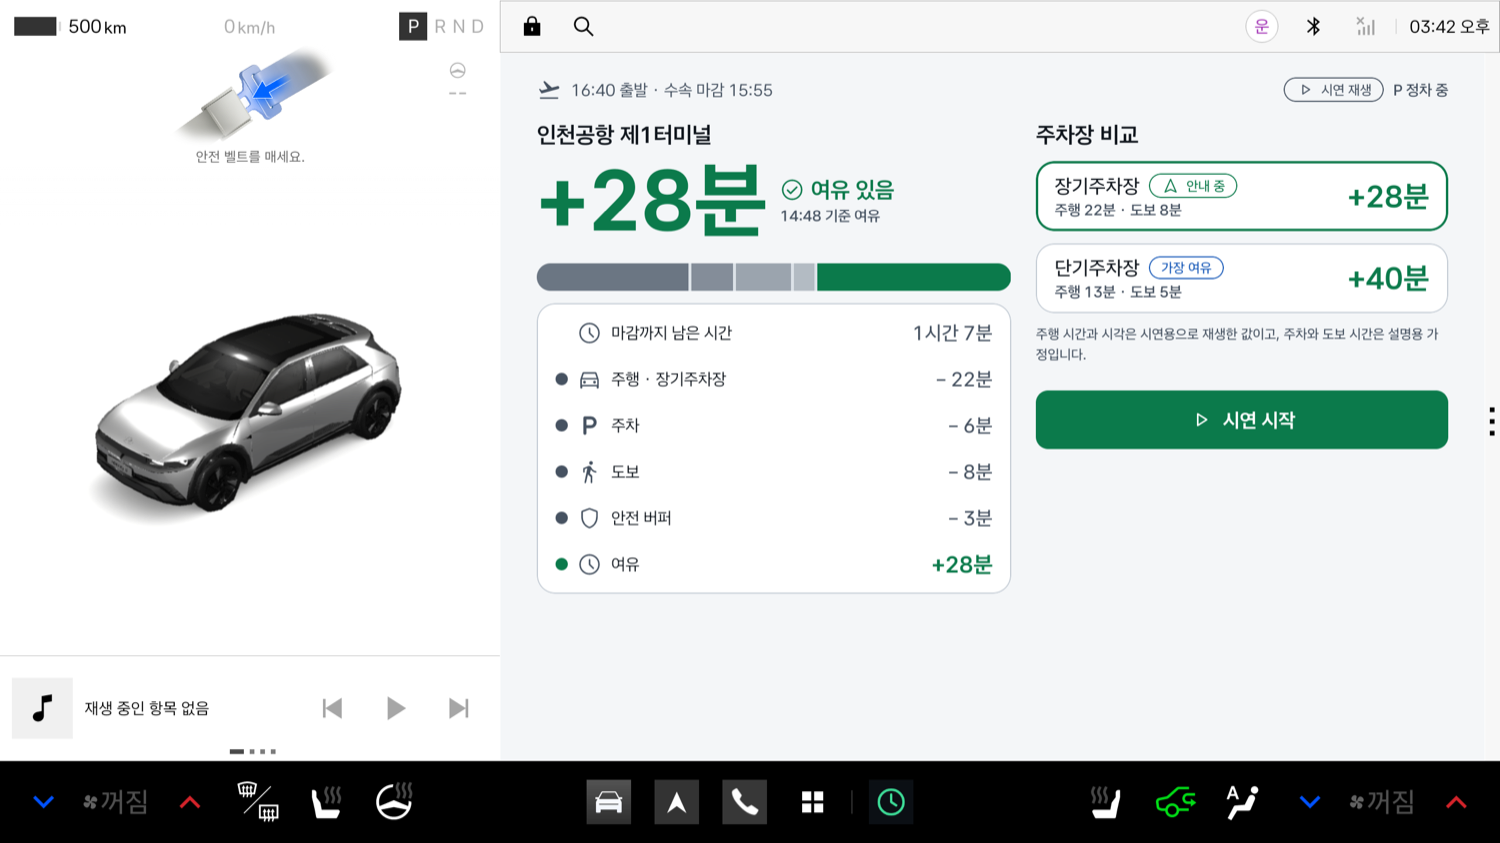 500 km
0 km/h
P R N D
--
안전 벨트를 매세요.
재생 중인 항목 없음
운
03:42 오후
16:40 출발 · 수속 마감 15:55
시연 재생
P 정차 중
인천공항 제1터미널
+28분
여유 있음
14:48 기준 여유
마감까지 남은 시간 1시간 7분
주행 · 장기주차장 – 22분
P 주차 – 6분
도보 – 8분
안전 버퍼 – 3분
여유 +28분
주차장 비교
장기주차장 안내 중 +28분
주행 22분 · 도보 8분
단기주차장 가장 여유 +40분
주행 13분 · 도보 5분
주행 시간과 시각은 시연용으로 재생한 값이고, 주차와 도보 시간은 설명용 가
정입니다.
시연 시작
꺼짐
A
꺼짐